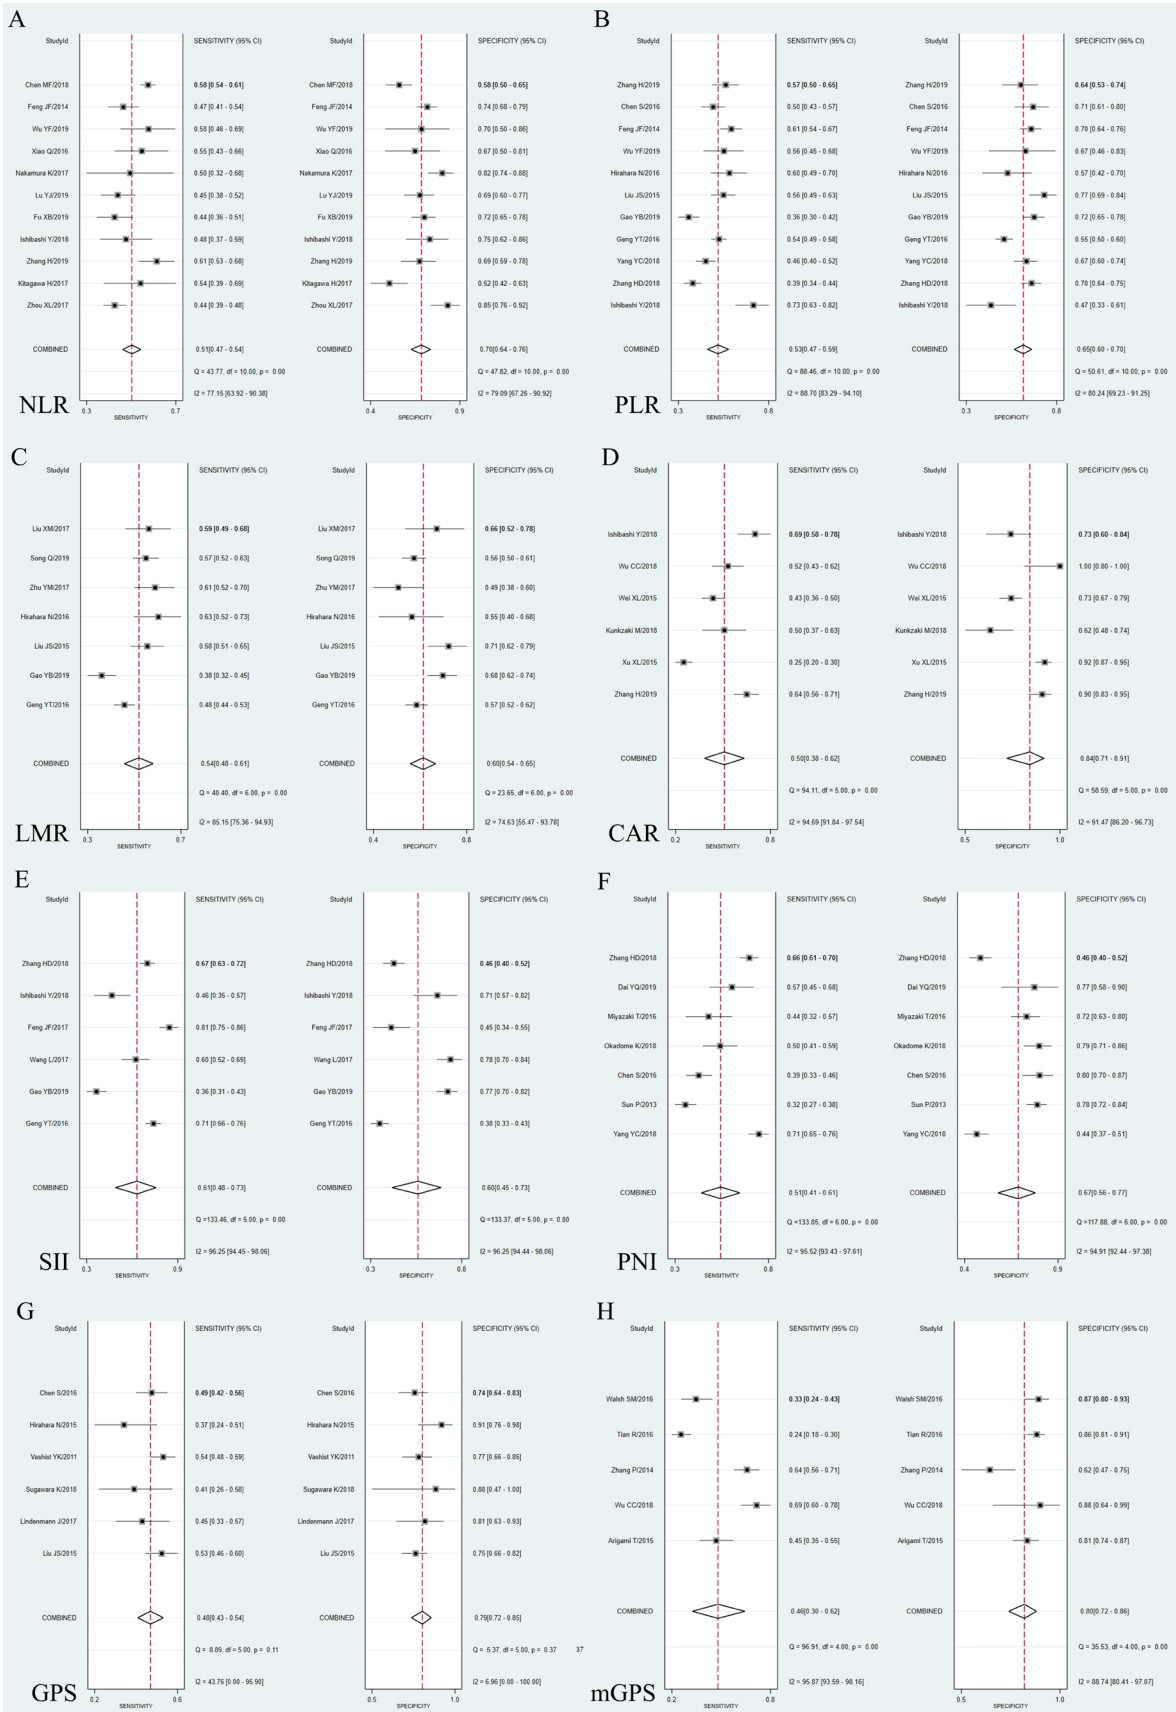 A
StudyId SENSITIVITY (95% CI)
Chen MF/2018 0.58 [0.54 - 0.61]
Feng JF/2014 0.47 [0.41 - 0.54]
Wu YF/2019 0.58 [0.46 - 0.69]
Xiao Q/2016 0.55 [0.43 - 0.66]
Nakamura K/2017 0.50 [0.32 - 0.68]
Lu YJ/2019 0.45 [0.38 - 0.52]
Fu XB/2019 0.44 [0.36 - 0.51]
Ishibashi Y/2018 0.48 [0.37 - 0.59]
Zhang H/2019 0.61 [0.53 - 0.68]
Kitagawa H/2017 0.54 [0.39 - 0.69]
Zhou XL/2017 0.44 [0.39 - 0.48]
COMBINED 0.51[0.47 - 0.54]
Q = 43.77, df = 10.00, p = 0.00
I2 = 77.15 [63.92 - 90.38]
0.3 0.7
SENSITIVITY
StudyId SPECIFICITY (95% CI)
Chen MF/2018 0.58 [0.50 - 0.65]
Feng JF/2014 0.74 [0.68 - 0.79]
Wu YF/2019 0.70 [0.50 - 0.86]
Xiao Q/2016 0.67 [0.50 - 0.81]
Nakamura K/2017 0.82 [0.74 - 0.88]
Lu YJ/2019 0.69 [0.60 - 0.77]
Fu XB/2019 0.72 [0.65 - 0.78]
Ishibashi Y/2018 0.75 [0.62 - 0.86]
Zhang H/2019 0.69 [0.59 - 0.78]
Kitagawa H/2017 0.52 [0.42 - 0.63]
Zhou XL/2017 0.85 [0.76 - 0.92]
COMBINED 0.70[0.64 - 0.76]
Q = 47.82, df = 10.00, p = 0.00
I2 = 79.09 [67.26 - 90.92]
0.4 0.9
SPECIFICITY
NLR
B
StudyId SENSITIVITY (95% CI)
Zhang H/2019 0.57 [0.50 - 0.65]
Chen S/2016 0.50 [0.43 - 0.57]
Feng JF/2014 0.61 [0.54 - 0.67]
Wu YF/2019 0.56 [0.45 - 0.68]
Hirahara N/2016 0.60 [0.49 - 0.70]
Liu JS/2015 0.56 [0.49 - 0.63]
Gao YB/2019 0.36 [0.30 - 0.42]
Geng YT/2016 0.54 [0.49 - 0.58]
Yang YC/2018 0.46 [0.40 - 0.52]
Zhang HD/2018 0.39 [0.34 - 0.44]
Ishibashi Y/2018 0.73 [0.63 - 0.82]
COMBINED 0.53[0.47 - 0.59]
Q = 88.46, df = 10.00, p = 0.00
I2 = 88.70 [83.29 - 94.10]
0.3 0.8
SENSITIVITY
StudyId SPECIFICITY (95% CI)
Zhang H/2019 0.64 [0.53 - 0.74]
Chen S/2016 0.71 [0.61 - 0.80]
Feng JF/2014 0.70 [0.64 - 0.76]
Wu YF/2019 0.67 [0.46 - 0.83]
Hirahara N/2016 0.57 [0.42 - 0.70]
Liu JS/2015 0.77 [0.69 - 0.84]
Gao YB/2019 0.72 [0.65 - 0.78]
Geng YT/2016 0.55 [0.50 - 0.60]
Yang YC/2018 0.67 [0.60 - 0.74]
Zhang HD/2018 0.70 [0.64 - 0.75]
Ishibashi Y/2018 0.47 [0.33 - 0.61]
COMBINED 0.65[0.60 - 0.70]
Q = 50.61, df = 10.00, p = 0.00
I2 = 80.24 [69.23 - 91.25]
0.3 0.8
SPECIFICITY
PLR
C
StudyId SENSITIVITY (95% CI)
Liu XM/2017 0.59 [0.49 - 0.68]
Song Q/2019 0.57 [0.52 - 0.63]
Zhu YM/2017 0.61 [0.52 - 0.70]
Hirahara N/2016 0.63 [0.52 - 0.73]
Liu JS/2015 0.58 [0.51 - 0.65]
Gao YB/2019 0.38 [0.32 - 0.45]
Geng YT/2016 0.48 [0.44 - 0.53]
COMBINED 0.54[0.48 - 0.61]
Q = 40.40, df = 6.00, p = 0.00
I2 = 85.15 [75.36 - 94.93]
0.3 0.7
SENSITIVITY
StudyId SPECIFICITY (95% CI)
Liu XM/2017 0.66 [0.52 - 0.78]
Song Q/2019 0.56 [0.50 - 0.61]
Zhu YM/2017 0.49 [0.38 - 0.60]
Hirahara N/2016 0.55 [0.40 - 0.68]
Liu JS/2015 0.71 [0.62 - 0.79]
Gao YB/2019 0.68 [0.62 - 0.74]
Geng YT/2016 0.57 [0.52 - 0.62]
COMBINED 0.60[0.54 - 0.65]
Q = 23.65, df = 6.00, p = 0.00
I2 = 74.63 [55.47 - 93.78]
0.4 0.8
SPECIFICITY
LMR
D
StudyId SENSITIVITY (95% CI)
Ishibashi Y/2018 0.69 [0.58 - 0.78]
Wu CC/2018 0.52 [0.43 - 0.62]
Wei XL/2015 0.43 [0.36 - 0.50]
Kunkzaki M/2018 0.50 [0.37 - 0.63]
Xu XL/2015 0.25 [0.20 - 0.30]
Zhang H/2019 0.64 [0.56 - 0.71]
COMBINED 0.50[0.38 - 0.62]
Q = 94.11, df = 5.00, p = 0.00
I2 = 94.69 [91.84 - 97.54]
0.2 0.8
SENSITIVITY
StudyId SPECIFICITY (95% CI)
Ishibashi Y/2018 0.73 [0.60 - 0.84]
Wu CC/2018 1.00 [0.80 - 1.00]
Wei XL/2015 0.73 [0.67 - 0.79]
Kunkzaki M/2018 0.62 [0.48 - 0.74]
Xu XL/2015 0.92 [0.87 - 0.95]
Zhang H/2019 0.90 [0.83 - 0.95]
COMBINED 0.84[0.71 - 0.91]
Q = 58.59, df = 5.00, p = 0.00
I2 = 91.47 [86.20 - 96.73]
0.5 1.0
SPECIFICITY
CAR
E
StudyId SENSITIVITY (95% CI)
Zhang HD/2018 0.67 [0.63 - 0.72]
Ishibashi Y/2018 0.46 [0.35 - 0.57]
Feng JF/2017 0.81 [0.75 - 0.86]
Wang L/2017 0.60 [0.52 - 0.69]
Gao YB/2019 0.36 [0.31 - 0.43]
Geng YT/2016 0.71 [0.66 - 0.76]
COMBINED 0.61[0.48 - 0.73]
Q =133.46, df = 5.00, p = 0.00
I2 = 96.25 [94.45 - 98.06]
0.3 0.9
SENSITIVITY
StudyId SPECIFICITY (95% CI)
Zhang HD/2018 0.46 [0.40 - 0.52]
Ishibashi Y/2018 0.71 [0.57 - 0.82]
Feng JF/2017 0.45 [0.34 - 0.55]
Wang L/2017 0.78 [0.70 - 0.84]
Gao YB/2019 0.77 [0.70 - 0.82]
Geng YT/2016 0.38 [0.33 - 0.43]
COMBINED 0.60[0.45 - 0.73]
Q =133.37, df = 5.00, p = 0.00
I2 = 96.25 [94.44 - 98.06]
0.3 0.8
SPECIFICITY
SII
F
StudyId SENSITIVITY (95% CI)
Zhang HD/2018 0.66 [0.61 - 0.70]
Dai YQ/2019 0.57 [0.45 - 0.68]
Miyazaki T/2016 0.44 [0.32 - 0.57]
Okadome K/2018 0.50 [0.41 - 0.59]
Chen S/2016 0.39 [0.33 - 0.46]
Sun P/2013 0.32 [0.27 - 0.38]
Yang YC/2018 0.71 [0.65 - 0.76]
COMBINED 0.51[0.41 - 0.61]
Q =133.85, df = 6.00, p = 0.00
I2 = 95.52 [93.43 - 97.61]
0.3 0.8
SENSITIVITY
StudyId SPECIFICITY (95% CI)
Zhang HD/2018 0.46 [0.40 - 0.52]
Dai YQ/2019 0.77 [0.58 - 0.90]
Miyazaki T/2016 0.72 [0.63 - 0.80]
Okadome K/2018 0.79 [0.71 - 0.86]
Chen S/2016 0.80 [0.70 - 0.87]
Sun P/2013 0.78 [0.72 - 0.84]
Yang YC/2018 0.44 [0.37 - 0.51]
COMBINED 0.67[0.56 - 0.77]
Q =117.88, df = 6.00, p = 0.00
I2 = 94.91 [92.44 - 97.38]
0.4 0.9
SPECIFICITY
PNI
G
StudyId SENSITIVITY (95% CI)
Chen S/2016 0.49 [0.42 - 0.56]
Hirahara N/2015 0.37 [0.24 - 0.51]
Vashist YK/2011 0.54 [0.48 - 0.59]
Sugawara K/2018 0.41 [0.26 - 0.58]
Lindenmann J/2017 0.45 [0.33 - 0.57]
Liu JS/2015 0.53 [0.46 - 0.60]
COMBINED 0.48[0.43 - 0.54]
Q = 8.89, df = 5.00, p = 0.11
I2 = 43.76 [0.00 - 95.90]
0.2 0.6
SENSITIVITY
StudyId SPECIFICITY (95% CI)
Chen S/2016 0.74 [0.64 - 0.83]
Hirahara N/2015 0.91 [0.76 - 0.98]
Vashist YK/2011 0.77 [0.66 - 0.85]
Sugawara K/2018 0.88 [0.47 - 1.00]
Lindenmann J/2017 0.81 [0.63 - 0.93]
Liu JS/2015 0.75 [0.66 - 0.82]
COMBINED 0.79[0.72 - 0.85]
Q = 5.37, df = 5.00, p = 0.37 37
I2 = 6.96 [0.00 - 100.00]
0.5 1.0
SPECIFICITY
GPS
H
StudyId SENSITIVITY (95% CI)
Walsh SM/2016 0.33 [0.24 - 0.43]
Tian R/2016 0.24 [0.18 - 0.30]
Zhang P/2014 0.64 [0.56 - 0.71]
Wu CC/2018 0.69 [0.60 - 0.78]
Arigami T/2015 0.45 [0.35 - 0.55]
COMBINED 0.46[0.30 - 0.62]
Q = 96.91, df = 4.00, p = 0.00
I2 = 95.87 [93.59 - 98.16]
0.2 0.8
SENSITIVITY
StudyId SPECIFICITY (95% CI)
Walsh SM/2016 0.87 [0.80 - 0.93]
Tian R/2016 0.86 [0.81 - 0.91]
Zhang P/2014 0.62 [0.47 - 0.75]
Wu CC/2018 0.88 [0.64 - 0.99]
Arigami T/2015 0.81 [0.74 - 0.87]
COMBINED 0.80[0.72 - 0.86]
Q = 35.53, df = 4.00, p = 0.00
I2 = 88.74 [80.41 - 97.07]
0.5 1.0
SPECIFICITY
mGPS